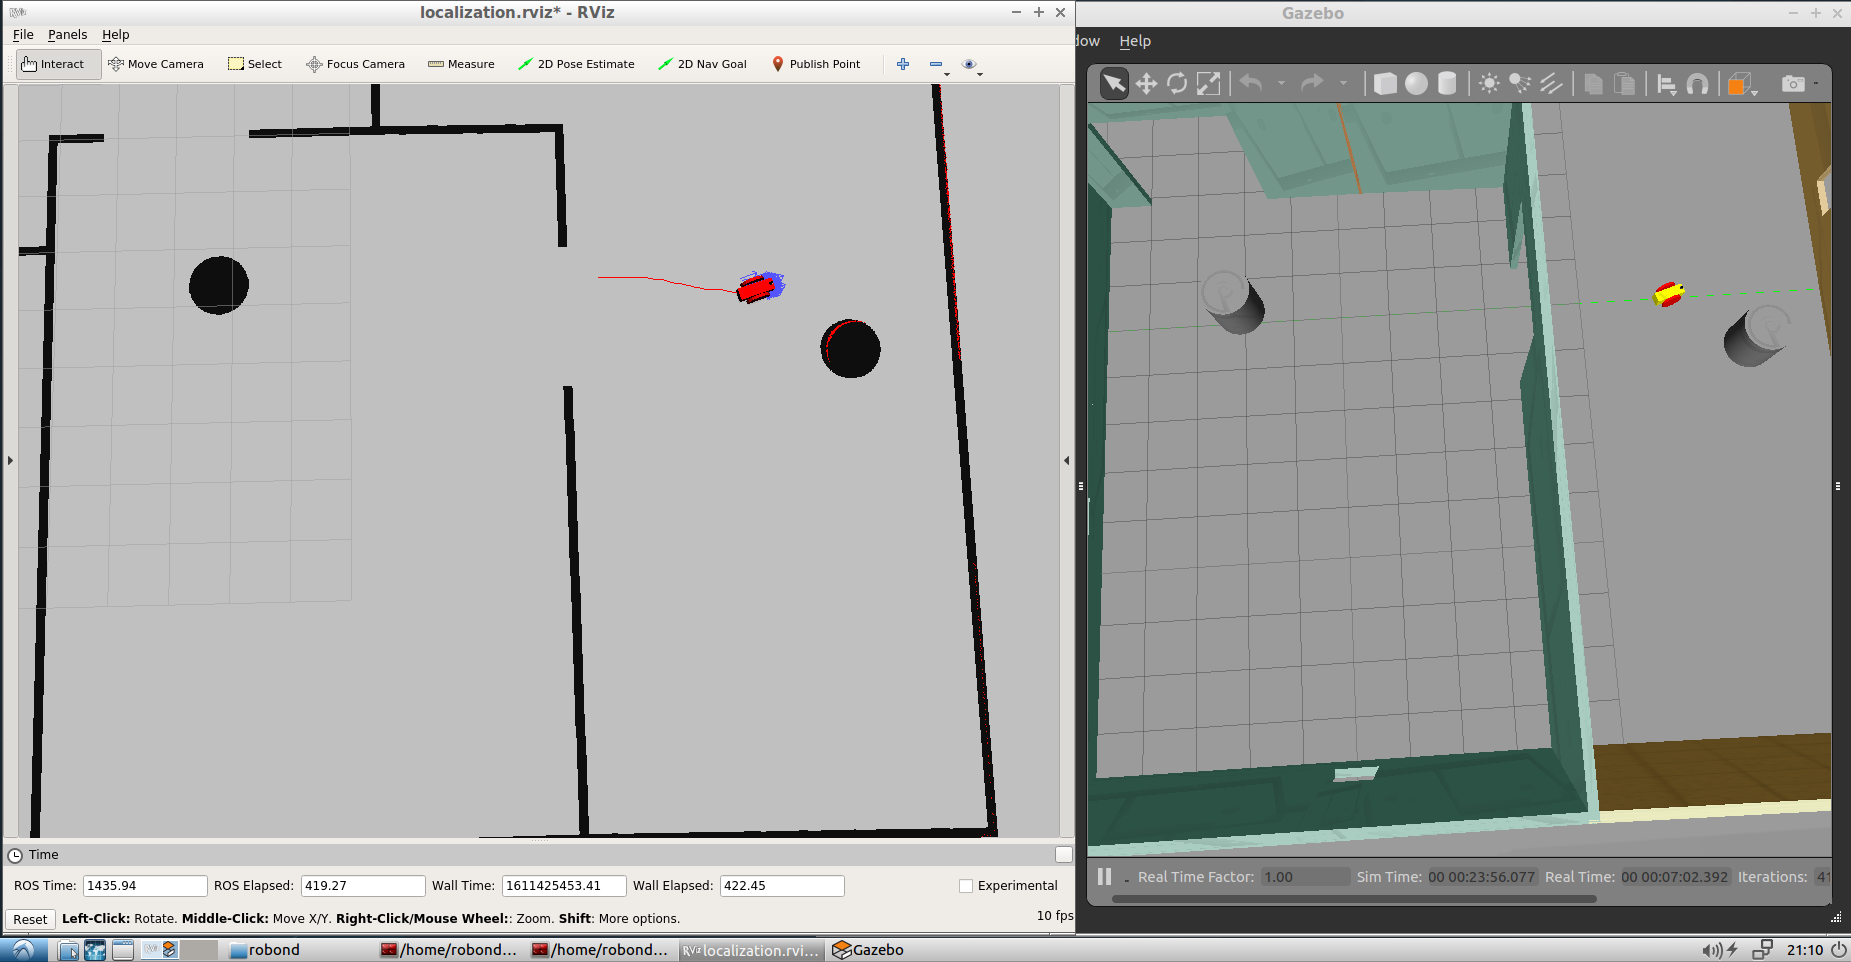 localization.rviz* - RViz
File Panels Help
Interact Move Camera Select Focus Camera Measure 2D Pose Estimate 2D Nav Goal Publish Point
Time
ROS Time: 1435.94 ROS Elapsed: 419.27 Wall Time: 1611425453.41 Wall Elapsed: 422.45 Experimental
Reset Left-Click: Rotate. Middle-Click: Move X/Y. Right-Click/Mouse Wheel:: Zoom. Shift: More options. 10 fps
Gazebo
Help
Real Time Factor: 1.00 Sim Time: 00 00:23:56.077 Real Time: 00 00:07:02.392 Iterations: 41
robond /home/robond... /home/robond... localization.rvi... Gazebo 21:10